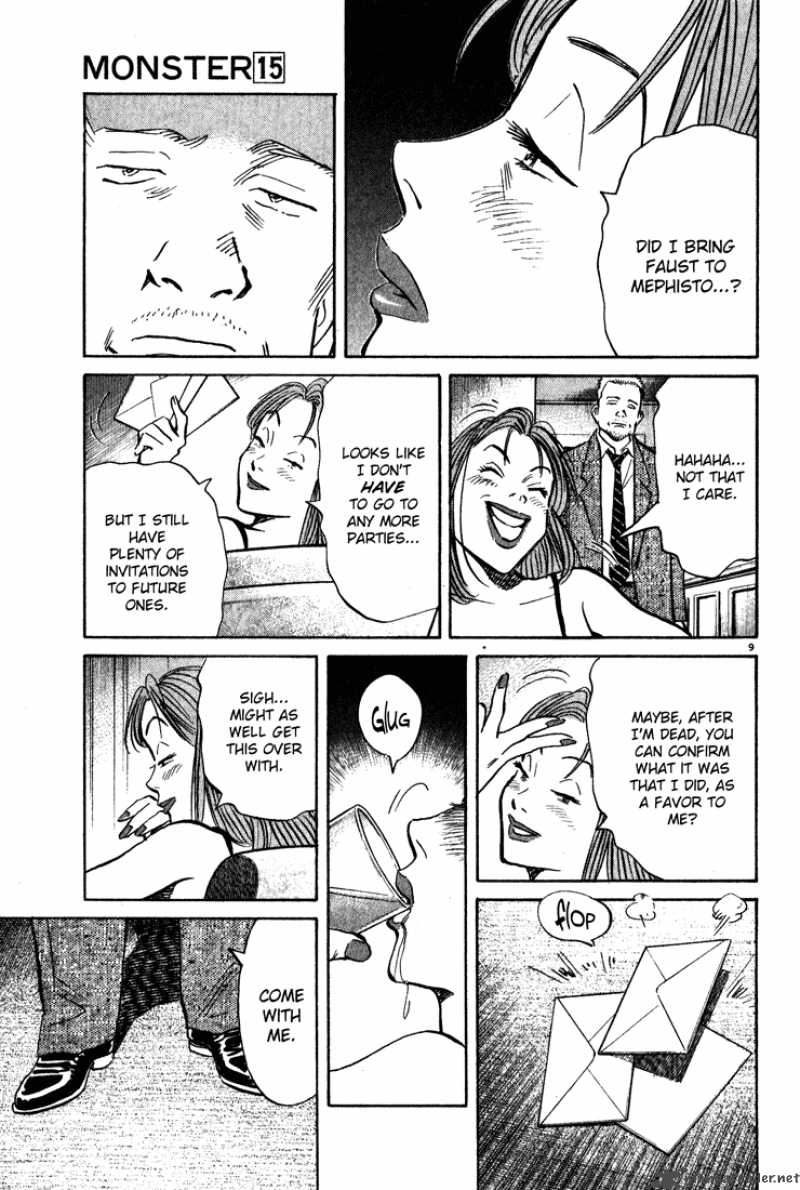 MONSTER 15
DID I BRING
FAUST TO
MEPHISTO...?
HAHAHA...
NOT THAT
I CARE.
LOOKS LIKE
I DON'T
HAVE
TO GO TO
ANY MORE
PARTIES...
BUT I STILL
HAVE
PLENTY OF
INVITATIONS
TO FUTURE
ONES.
9
MAYBE, AFTER
I'M DEAD, YOU
CAN CONFIRM
WHAT IT WAS
THAT I DID, AS
A FAVOR TO
ME?
GLUG
SIGH...
MIGHT AS
WELL GET
THIS OVER
WITH.
FLOP
COME
WITH
ME.